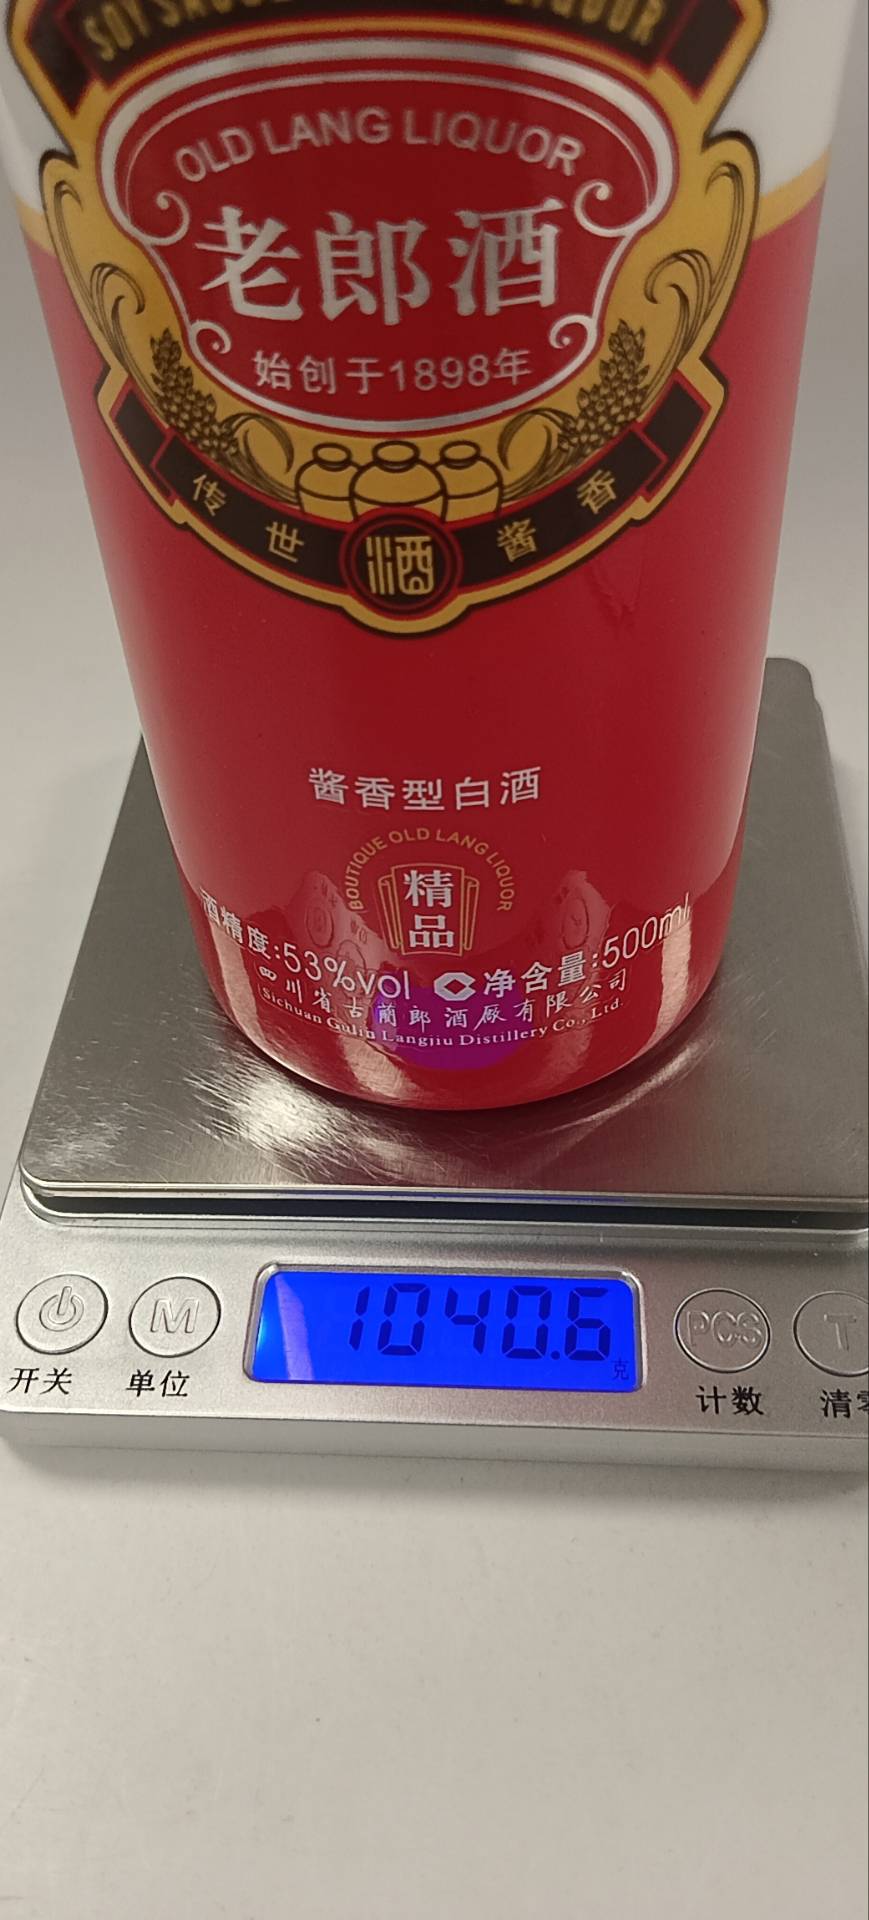 OLD LANG LIQUOR
老郎酒
始创于1898年
传世酒酱香
酱香型白酒
BOUTIQUE OLD LANG LIQUOR
精品
酒精度:53%vol 净含量:500ml
四川省古蔺郎酒厂有限公司
Sichuan Gulin Langjiu Distillery Co., Ltd.
1040.6
克
M
PCS
T
开关
单位
计数
清零